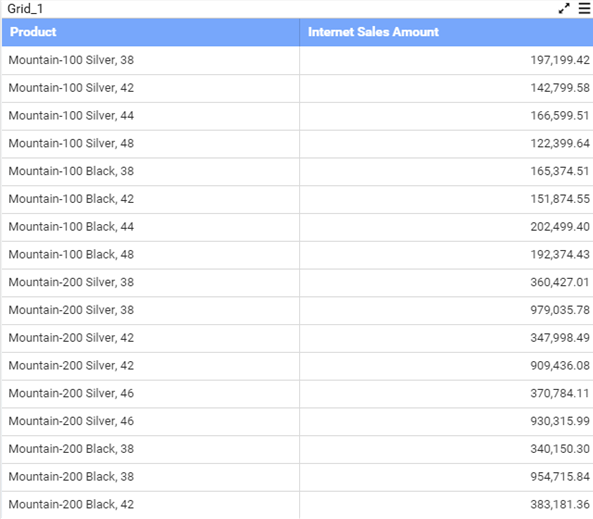 Grid_1
Product Internet Sales Amount
Mountain-100 Silver, 38 197,199.42
Mountain-100 Silver, 42 142,799.58
Mountain-100 Silver, 44 166,599.51
Mountain-100 Silver, 48 122,399.64
Mountain-100 Black, 38 165,374.51
Mountain-100 Black, 42 151,874.55
Mountain-100 Black, 44 202,499.40
Mountain-100 Black, 48 192,374.43
Mountain-200 Silver, 38 360,427.01
Mountain-200 Silver, 38 979,035.78
Mountain-200 Silver, 42 347,998.49
Mountain-200 Silver, 42 909,436.08
Mountain-200 Silver, 46 370,784.11
Mountain-200 Silver, 46 930,315.99
Mountain-200 Black, 38 340,150.30
Mountain-200 Black, 38 954,715.84
Mountain-200 Black, 42 383,181.36